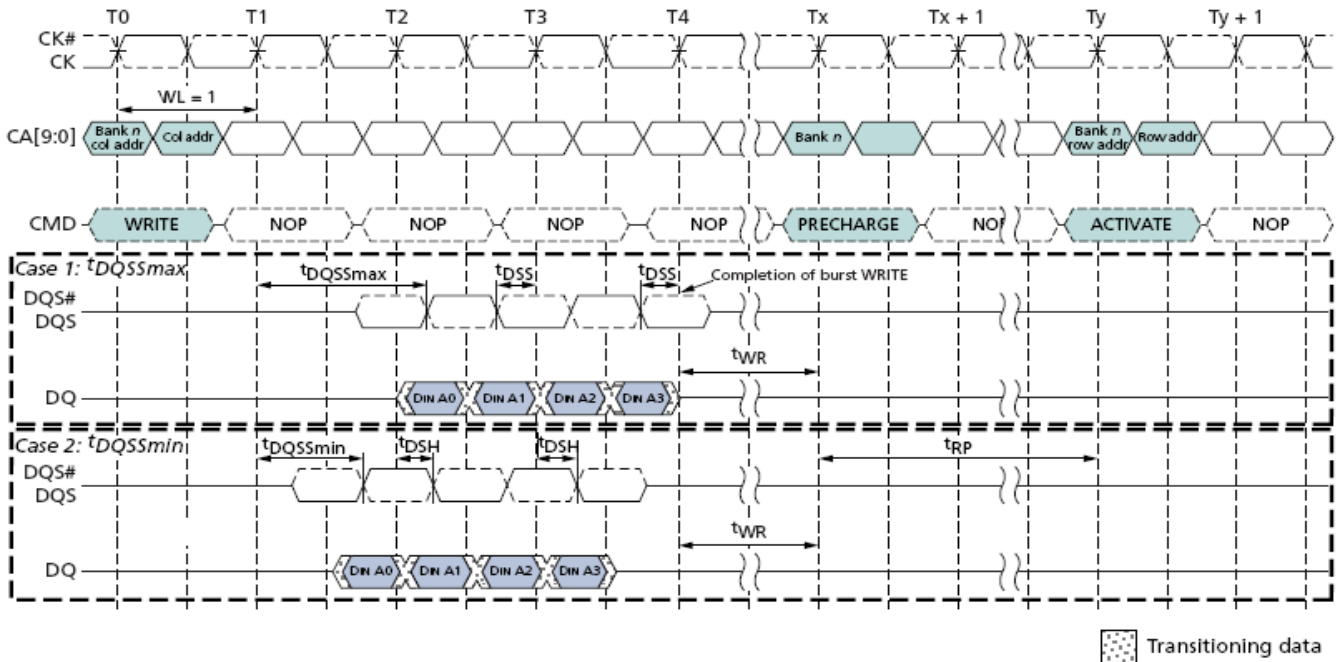 T0 T1 T2 T3 T4 Tx Tx + 1 Ty Ty + 1
CK#
CK
WL = 1
CA[9:0] Bank n col addr Col addr Bank n Bank n row addr Row addr
CMD WRITE NOP NOP NOP NOP PRECHARGE NOP ACTIVATE NOP
Case 1: tDQSSmax
tDQSSmax tDSS tDSS Completion of burst WRITE
DQS#
DQS
tWR
DQ DIN A0 DIN A1 DIN A2 DIN A3
Case 2: tDQSSmin
tDQSSmin tDSH tDSH tRP
DQS#
DQS
tWR
DQ DIN A0 DIN A1 DIN A2 DIN A3
Transitioning data